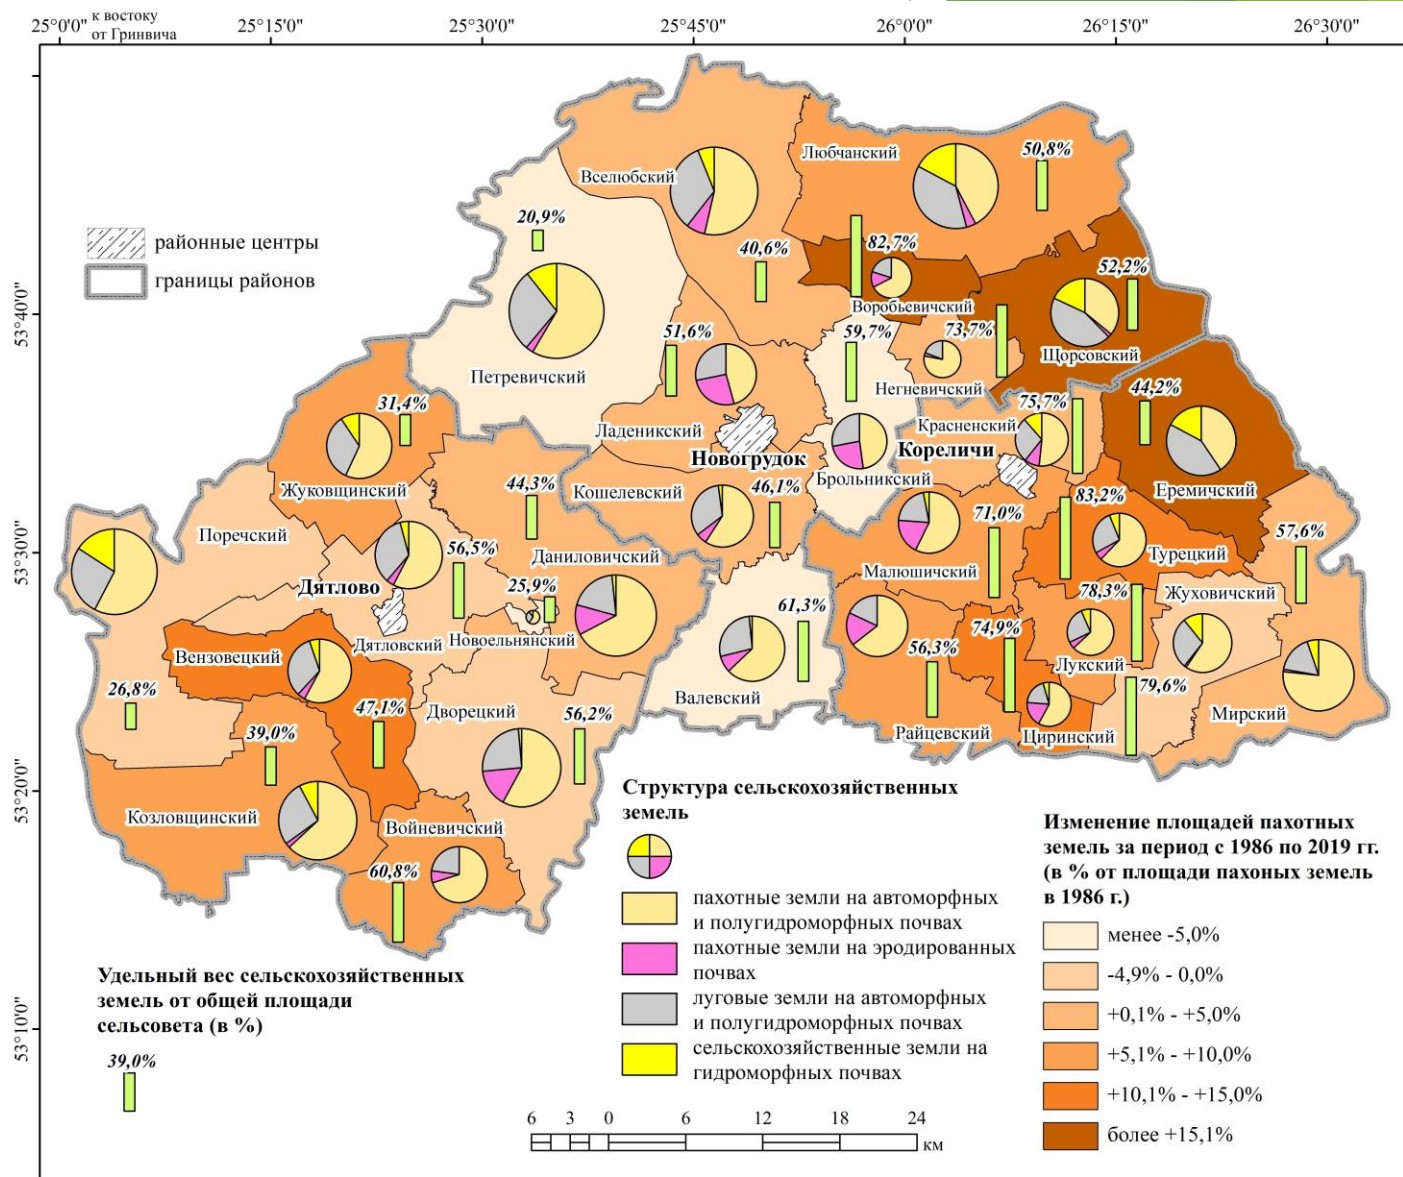 25°0'0" к востоку
от Гринвича
25°15'0"
25°30'0"
25°45'0"
26°0'0"
26°15'0"
26°30'0"
53°40'0"
53°30'0"
53°20'0"
53°10'0"
районные центры
границы районов
Вселюбский
40,6%
Любчанский
50,8%
20,9%
Петревичский
82,7%
Воробьевичский
52,2%
Щорсовский
51,6%
Ладеникский
59,7%
Брольникский
73,7%
Негневичский
Новогрудок
Кошелевский
46,1%
75,7%
Красненский
Кореличи
44,2%
Еремичский
31,4%
Жуковщинский
Поречский
26,8%
44,3%
Даниловичский
56,5%
Дятлово
Дятловский
25,9%
Новоельнянский
71,0%
Малюшичский
83,2%
Турецкий
57,6%
Мирский
78,3%
Лукский
Жуховичский
79,6%
61,3%
Валевский
56,3%
Райцевский
74,9%
Циринский
Вензовецкий
47,1%
Дворецкий
56,2%
39,0%
Козловщинский
Войневичский
60,8%
Удельный вес сельскохозяйственных
земель от общей площади
сельсовета (в %)
39,0%
Структура сельскохозяйственных
земель
пахотные земли на автоморфных
и полугидроморфных почвах
пахотные земли на эродированных
почвах
луговые земли на автоморфных
и полугидроморфных почвах
сельскохозяйственные земли на
гидроморфных почвах
6 3 0 6 12 18 24
км
Изменение площадей пахотных
земель за период с 1986 по 2019 гг.
(в % от площади пахоных земель
в 1986 г.)
менее -5,0%
-4,9% - 0,0%
+0,1% - +5,0%
+5,1% - +10,0%
+10,1% - +15,0%
более +15,1%